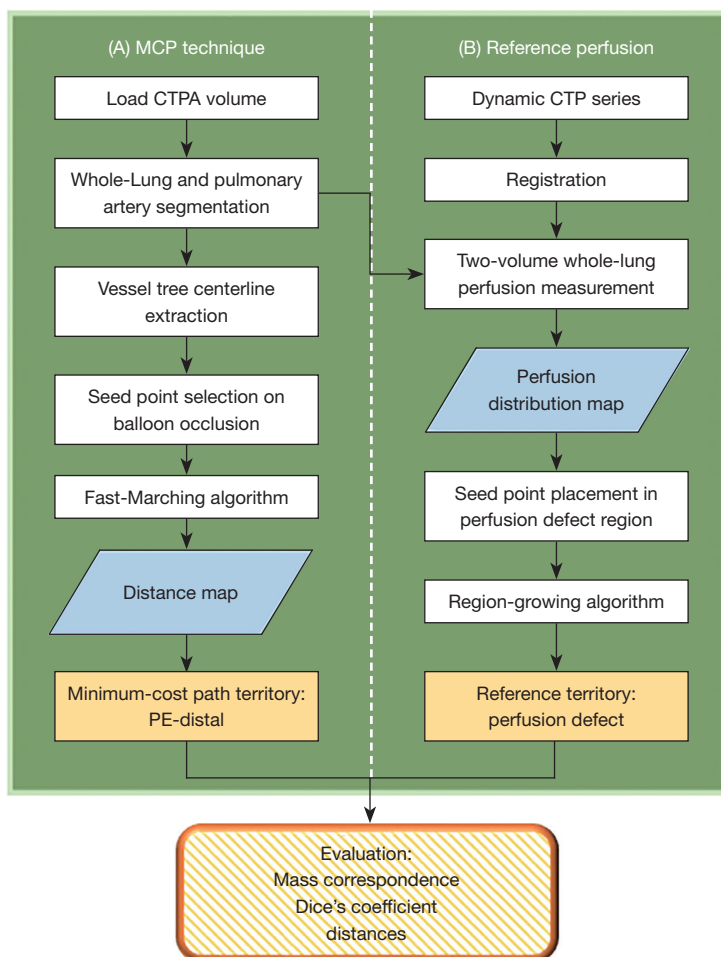 (A) MCP technique
Load CTPA volume
Whole-Lung and pulmonary
artery segmentation
Vessel tree centerline
extraction
Seed point selection on
balloon occlusion
Fast-Marching algorithm
Distance map
Minimum-cost path territory:
PE-distal
(B) Reference perfusion
Dynamic CTP series
Registration
Two-volume whole-lung
perfusion measurement
Perfusion
distribution map
Seed point placement in
perfusion defect region
Region-growing algorithm
Reference territory:
perfusion defect
Evaluation:
Mass correspondence
Dice's coefficient
distances